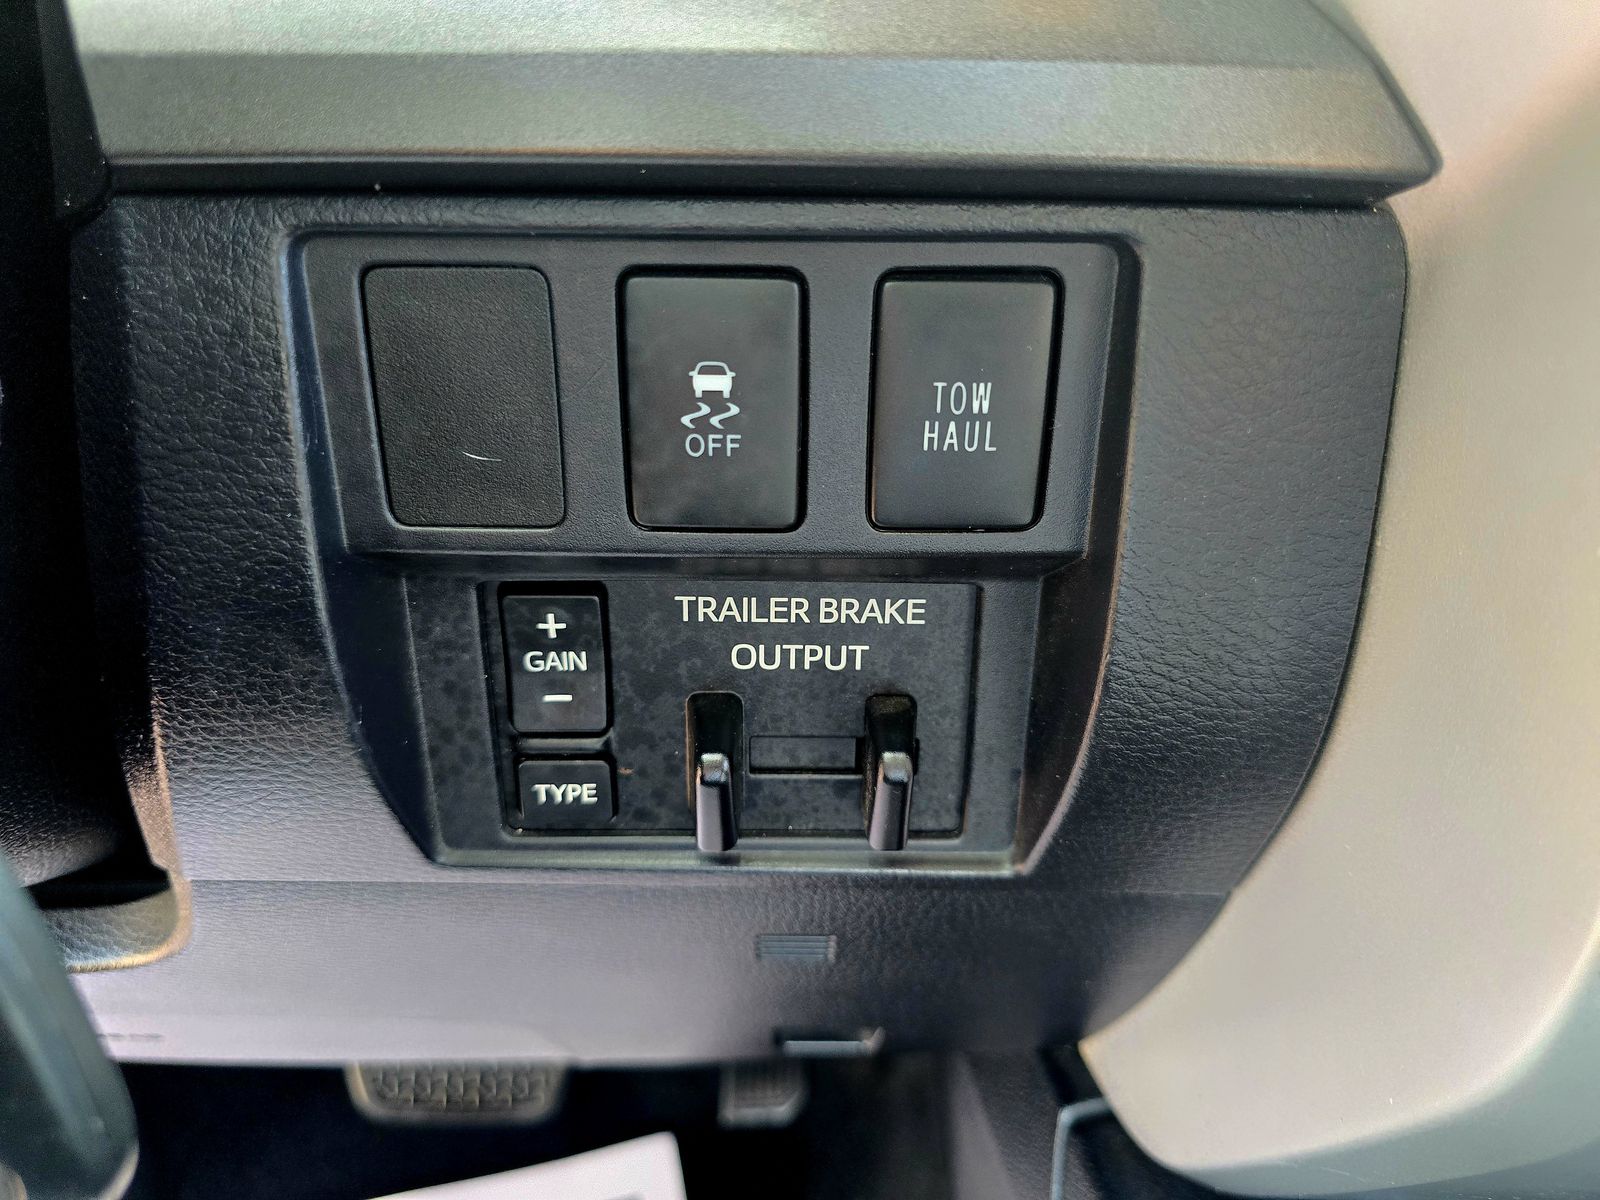 OFF
TOW
HAUL
TRAILER BRAKE
OUTPUT
+
GAIN
-
TYPE